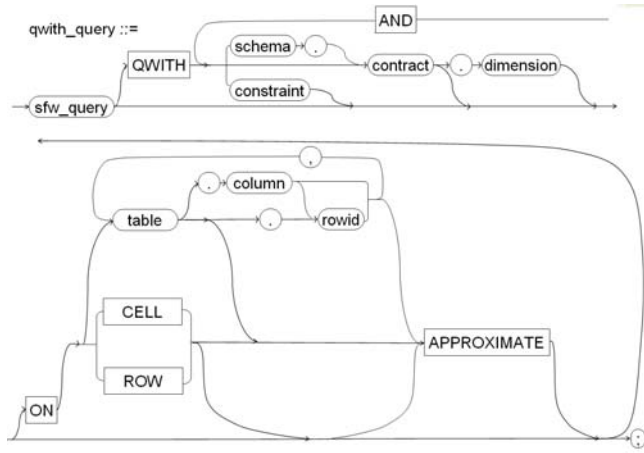 qwith_query ::=
AND
schema .
QWITH contract . dimension
constraint
sfw_query
,
. column
table . rowid
CELL
APPROXIMATE
ROW
ON
;